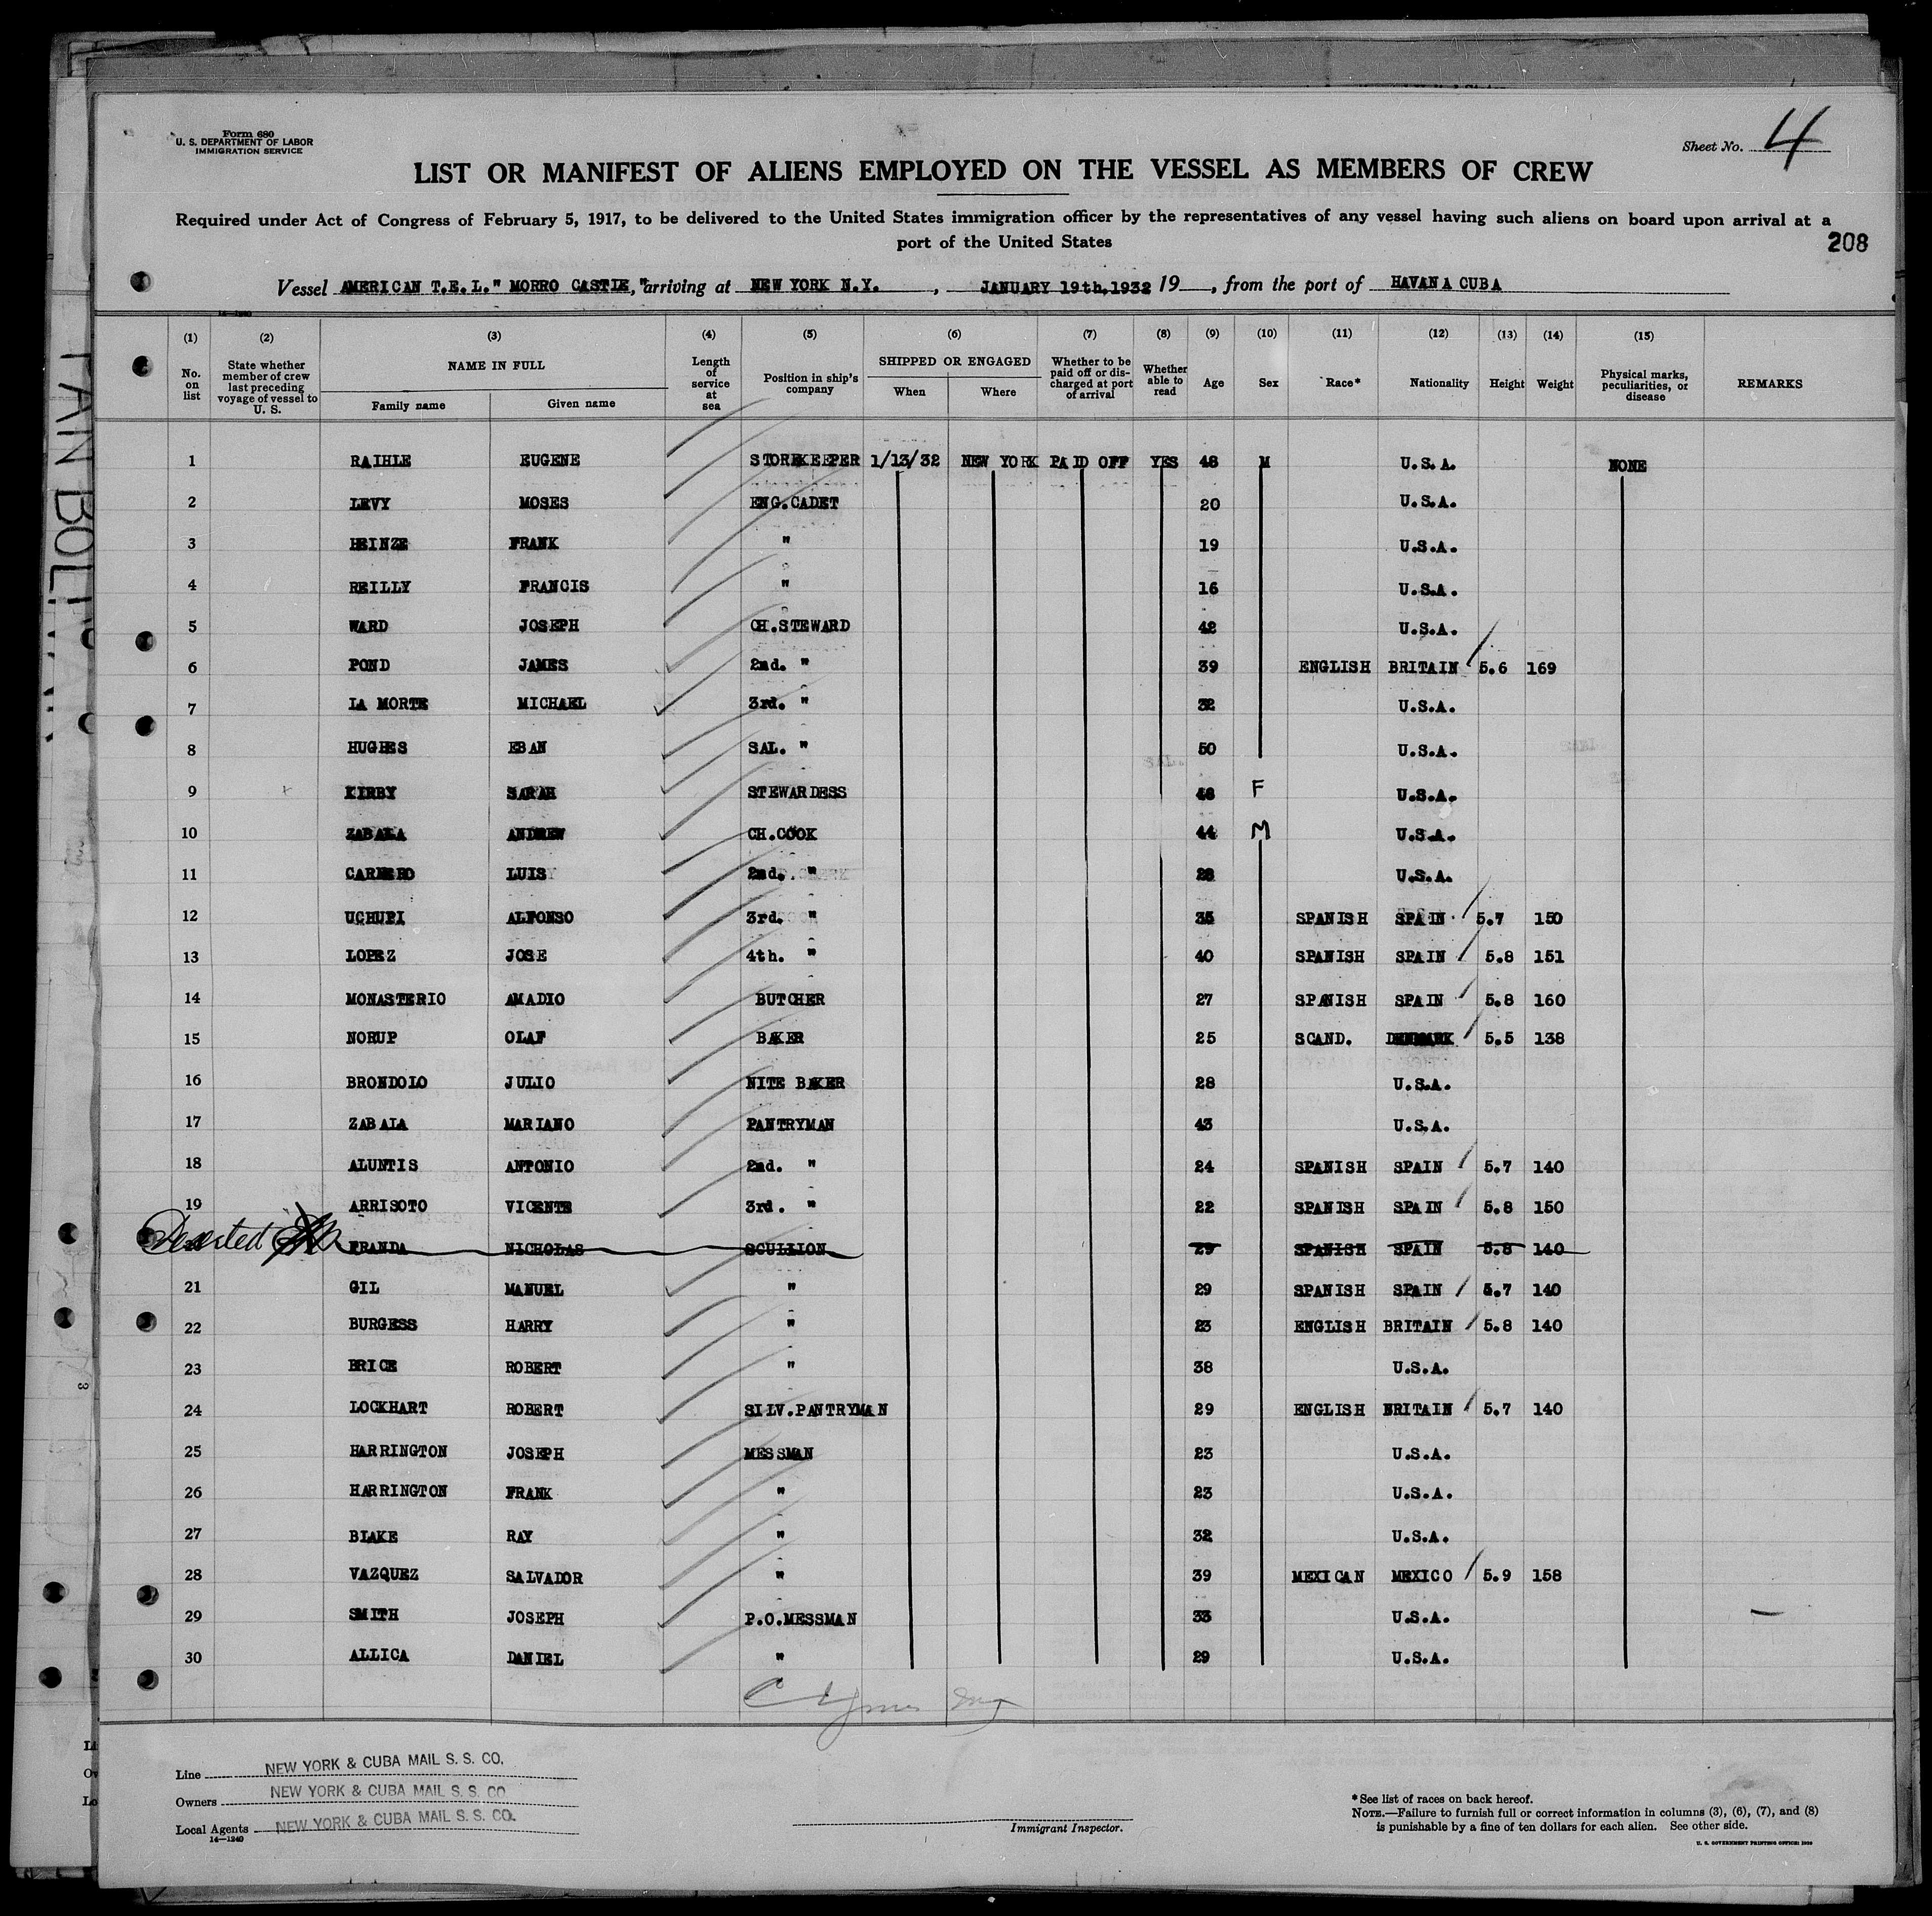 Form 680
U. S. DEPARTMENT OF LABOR
IMMIGRATION SERVICE
Sheet No. 4
LIST OR MANIFEST OF ALIENS EMPLOYED ON THE VESSEL AS MEMBERS OF CREW
Required under Act of Congress of February 5, 1917, to be delivered to the United States immigration officer by the representatives of any vessel having such aliens on board upon arrival at a
port of the United States
208
Vessel AMERICAN T.E.L." MORRO CASTLE," arriving at NEW YORK N.Y. , JANUARY 19th,1932 19 , from the port of HAVANA CUBA
(1) (2) (3) (4) (5) (6) (7) (8) (9) (10) (11) (12) (13) (14) (15)
No. on list State whether member of crew last preceding voyage of vessel to U. S. NAME IN FULL Family name Given name Length of service at sea Position in ship's company SHIPPED OR ENGAGED When Where Whether to be paid off or discharged at port of arrival Whether able to read Age Sex Race* Nationality Height Weight Physical marks, peculiarities, or disease REMARKS
1 RAIHLE EUGENE STOREKEEPER 1/13/32 NEW YORK PAID OFF YES 48 M U.S.A. NONE
2 LEVY MOSES ENG.CADET 20 U.S.A.
3 HEINZE FRANK " 19 U.S.A.
4 REILLY FRANCIS " 16 U.S.A.
5 WARD JOSEPH CH.STEWARD 42 U.S.A.
6 POND JAMES 2nd. " 39 ENGLISH BRITAIN 5.6 169
7 LA MORTE MICHAEL 3rd. " 32 U.S.A.
8 HUGHES EBAN SAL. " 50 U.S.A.
9 KIRBY SARAH STEWARDESS 48 F U.S.A.
10 ZABALA ANDREW CH.COOK 44 M U.S.A.
11 CARNERO LUIS 2nd. " 28 U.S.A.
12 UCHUPI ALFONSO 3rd. " 35 SPANISH SPAIN 5.7 150
13 LOPEZ JOSE 4th. " 40 SPANISH SPAIN 5.8 151
14 MONASTERIO AMADIO BUTCHER 27 SPANISH SPAIN 5.8 160
15 NORUP OLAF BAKER 25 SCAND. DENMARK 5.5 138
16 BRONDOLO JULIO NITE BAKER 28 U.S.A.
17 ZABALA MARIANO PANTRYMAN 43 U.S.A.
18 ALUNTIS ANTONIO 2nd. " 24 SPANISH SPAIN 5.7 140
19 ARRISOTO VICENTE 3rd. " 22 SPANISH SPAIN 5.8 150
Deserted FRANDA NICHOLAS SCULLION 29 SPANISH SPAIN 5.8 140
21 GIL MANUEL " 29 SPANISH SPAIN 5.7 140
22 BURGESS HARRY " 23 ENGLISH BRITAIN 5.8 140
23 BRICE ROBERT " 38 U.S.A.
24 LOCKHART ROBERT SILV.PANTRYMAN 29 ENGLISH BRITAIN 5.7 140
25 HARRINGTON JOSEPH MESSMAN 23 U.S.A.
26 HARRINGTON FRANK " 23 U.S.A.
27 BLAKE RAY " 32 U.S.A.
28 VAZQUEZ SALVADOR " 39 MEXICAN MEXICO 5.9 158
29 SMITH JOSEPH P.O.MESSMAN 33 U.S.A.
30 ALLICA DANIEL " 29 U.S.A.
Line NEW YORK & CUBA MAIL S. S. CO.
Owners NEW YORK & CUBA MAIL S. S. CO
Local Agents NEW YORK & CUBA MAIL S. S. CO.
14—1240
Immigrant Inspector.
*See list of races on back hereof.
NOTE.—Failure to furnish full or correct information in columns (3), (6), (7), and (8)
is punishable by a fine of ten dollars for each alien. See other side.